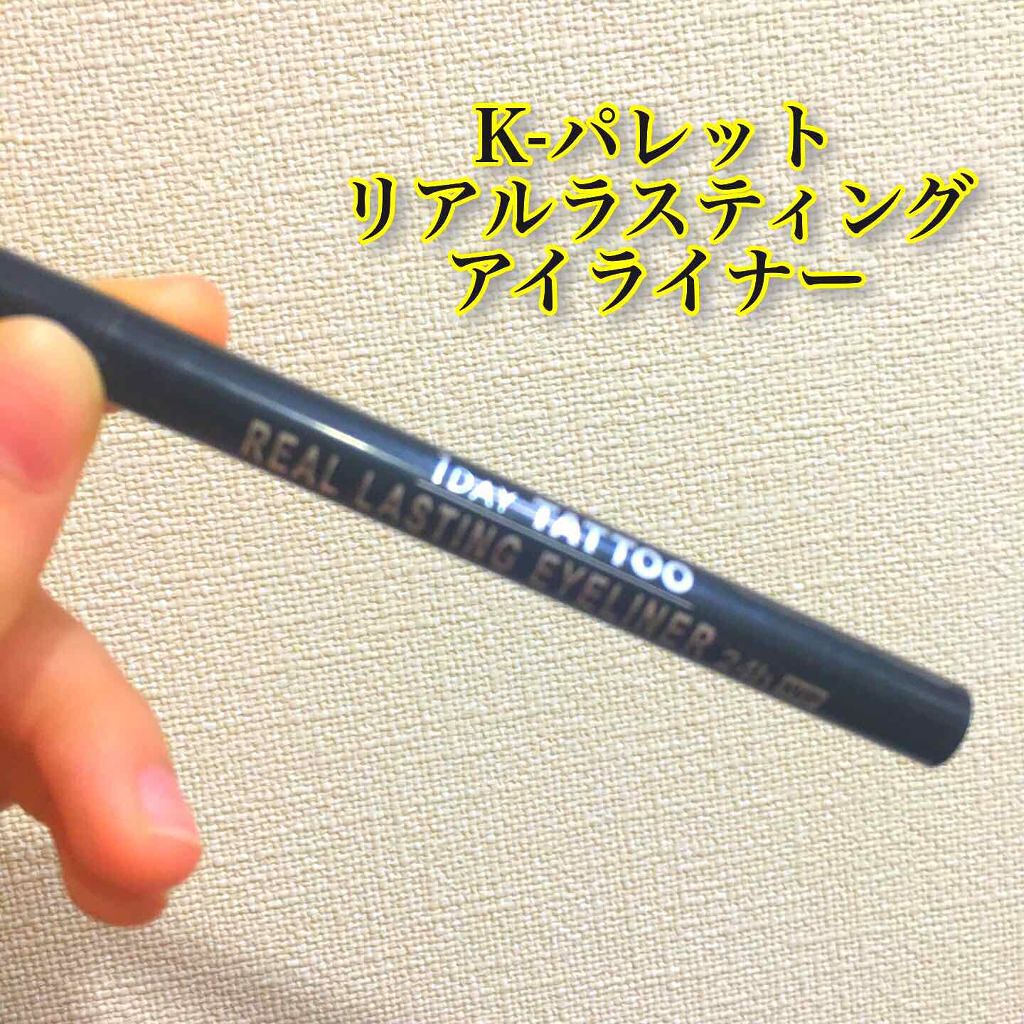 K-パレット
リアルラスティング
アイライナー
1DAY TATTOO
REAL LASTING EYELINER 24h